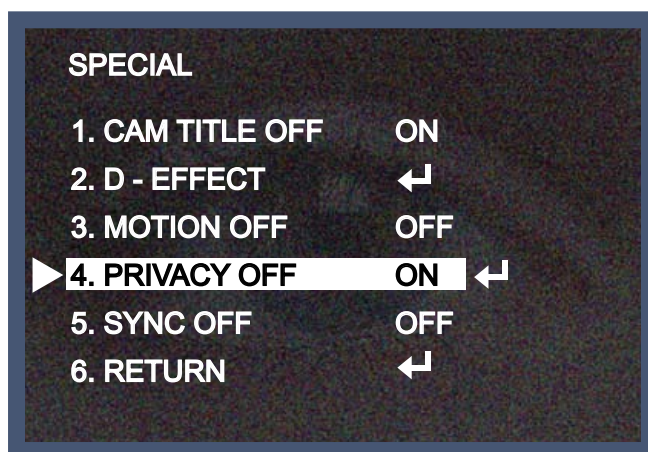 SPECIAL
1. CAM TITLE OFF ON
2. D - EFFECT ↵
3. MOTION OFF OFF
4. PRIVACY OFF ON ↵
5. SYNC OFF OFF
6. RETURN ↵